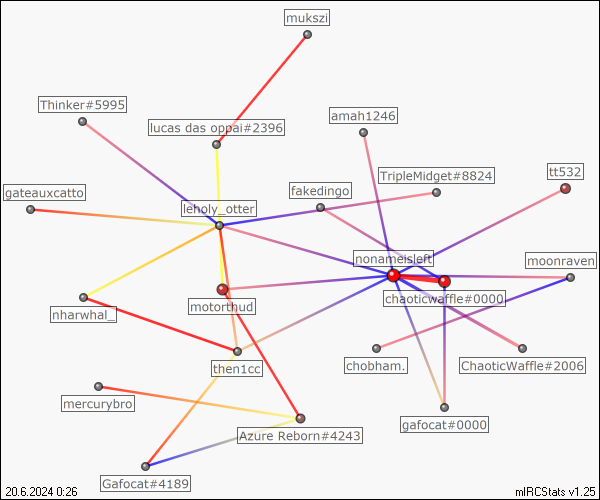 mukszi
Thinker#5995
lucas das oppai#2396
amah1246
TripleMidget#8824
tt532
gateauxcatto
fakedingo
leholy_otter
nonameisleft
moonraven
chaoticwaffle#0000
nharwhal_
motorthud
then1cc
chobham.
ChaoticWaffle#2006
mercurybro
gafocat#0000
Azure Reborn#4243
Gafocat#4189
20.6.2024 0:26
mIRCStats v1.25